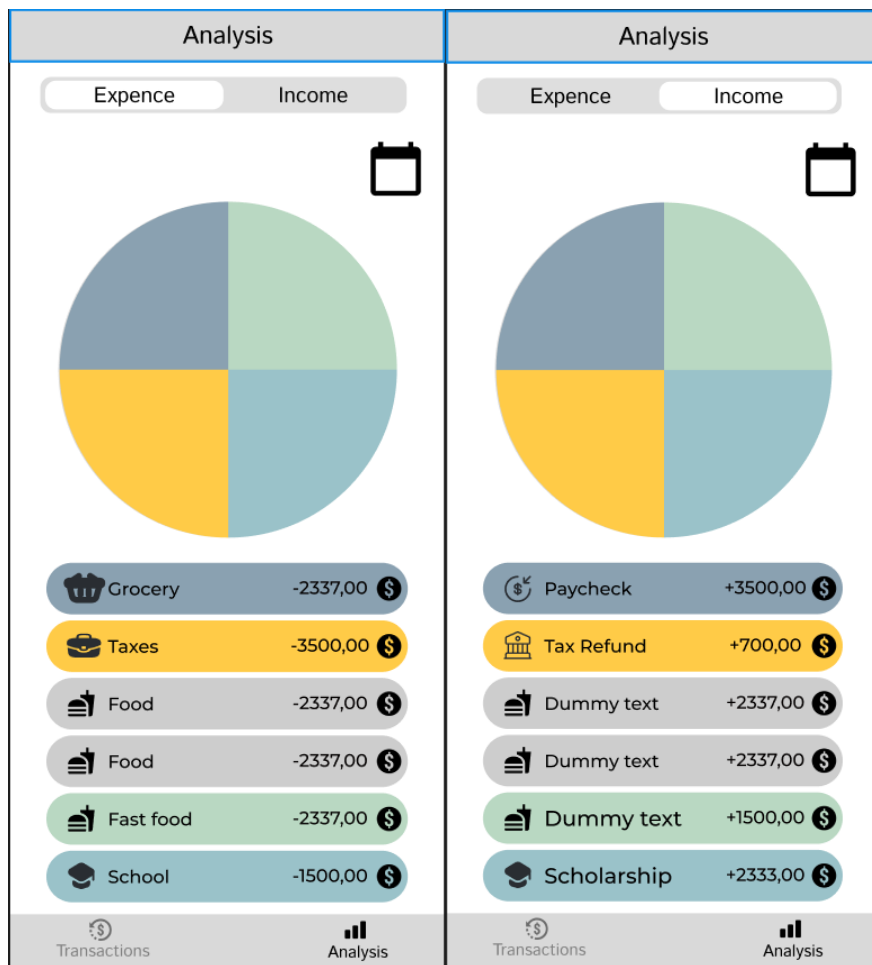 Analysis
Expence Income
Grocery -2337,00 $
Taxes -3500,00 $
Food -2337,00 $
Food -2337,00 $
Fast food -2337,00 $
School -1500,00 $
Transactions Analysis
Analysis
Expence Income
Paycheck +3500,00 $
Tax Refund +700,00 $
Dummy text +2337,00 $
Dummy text +2337,00 $
Dummy text +1500,00 $
Scholarship +2333,00 $
Transactions Analysis